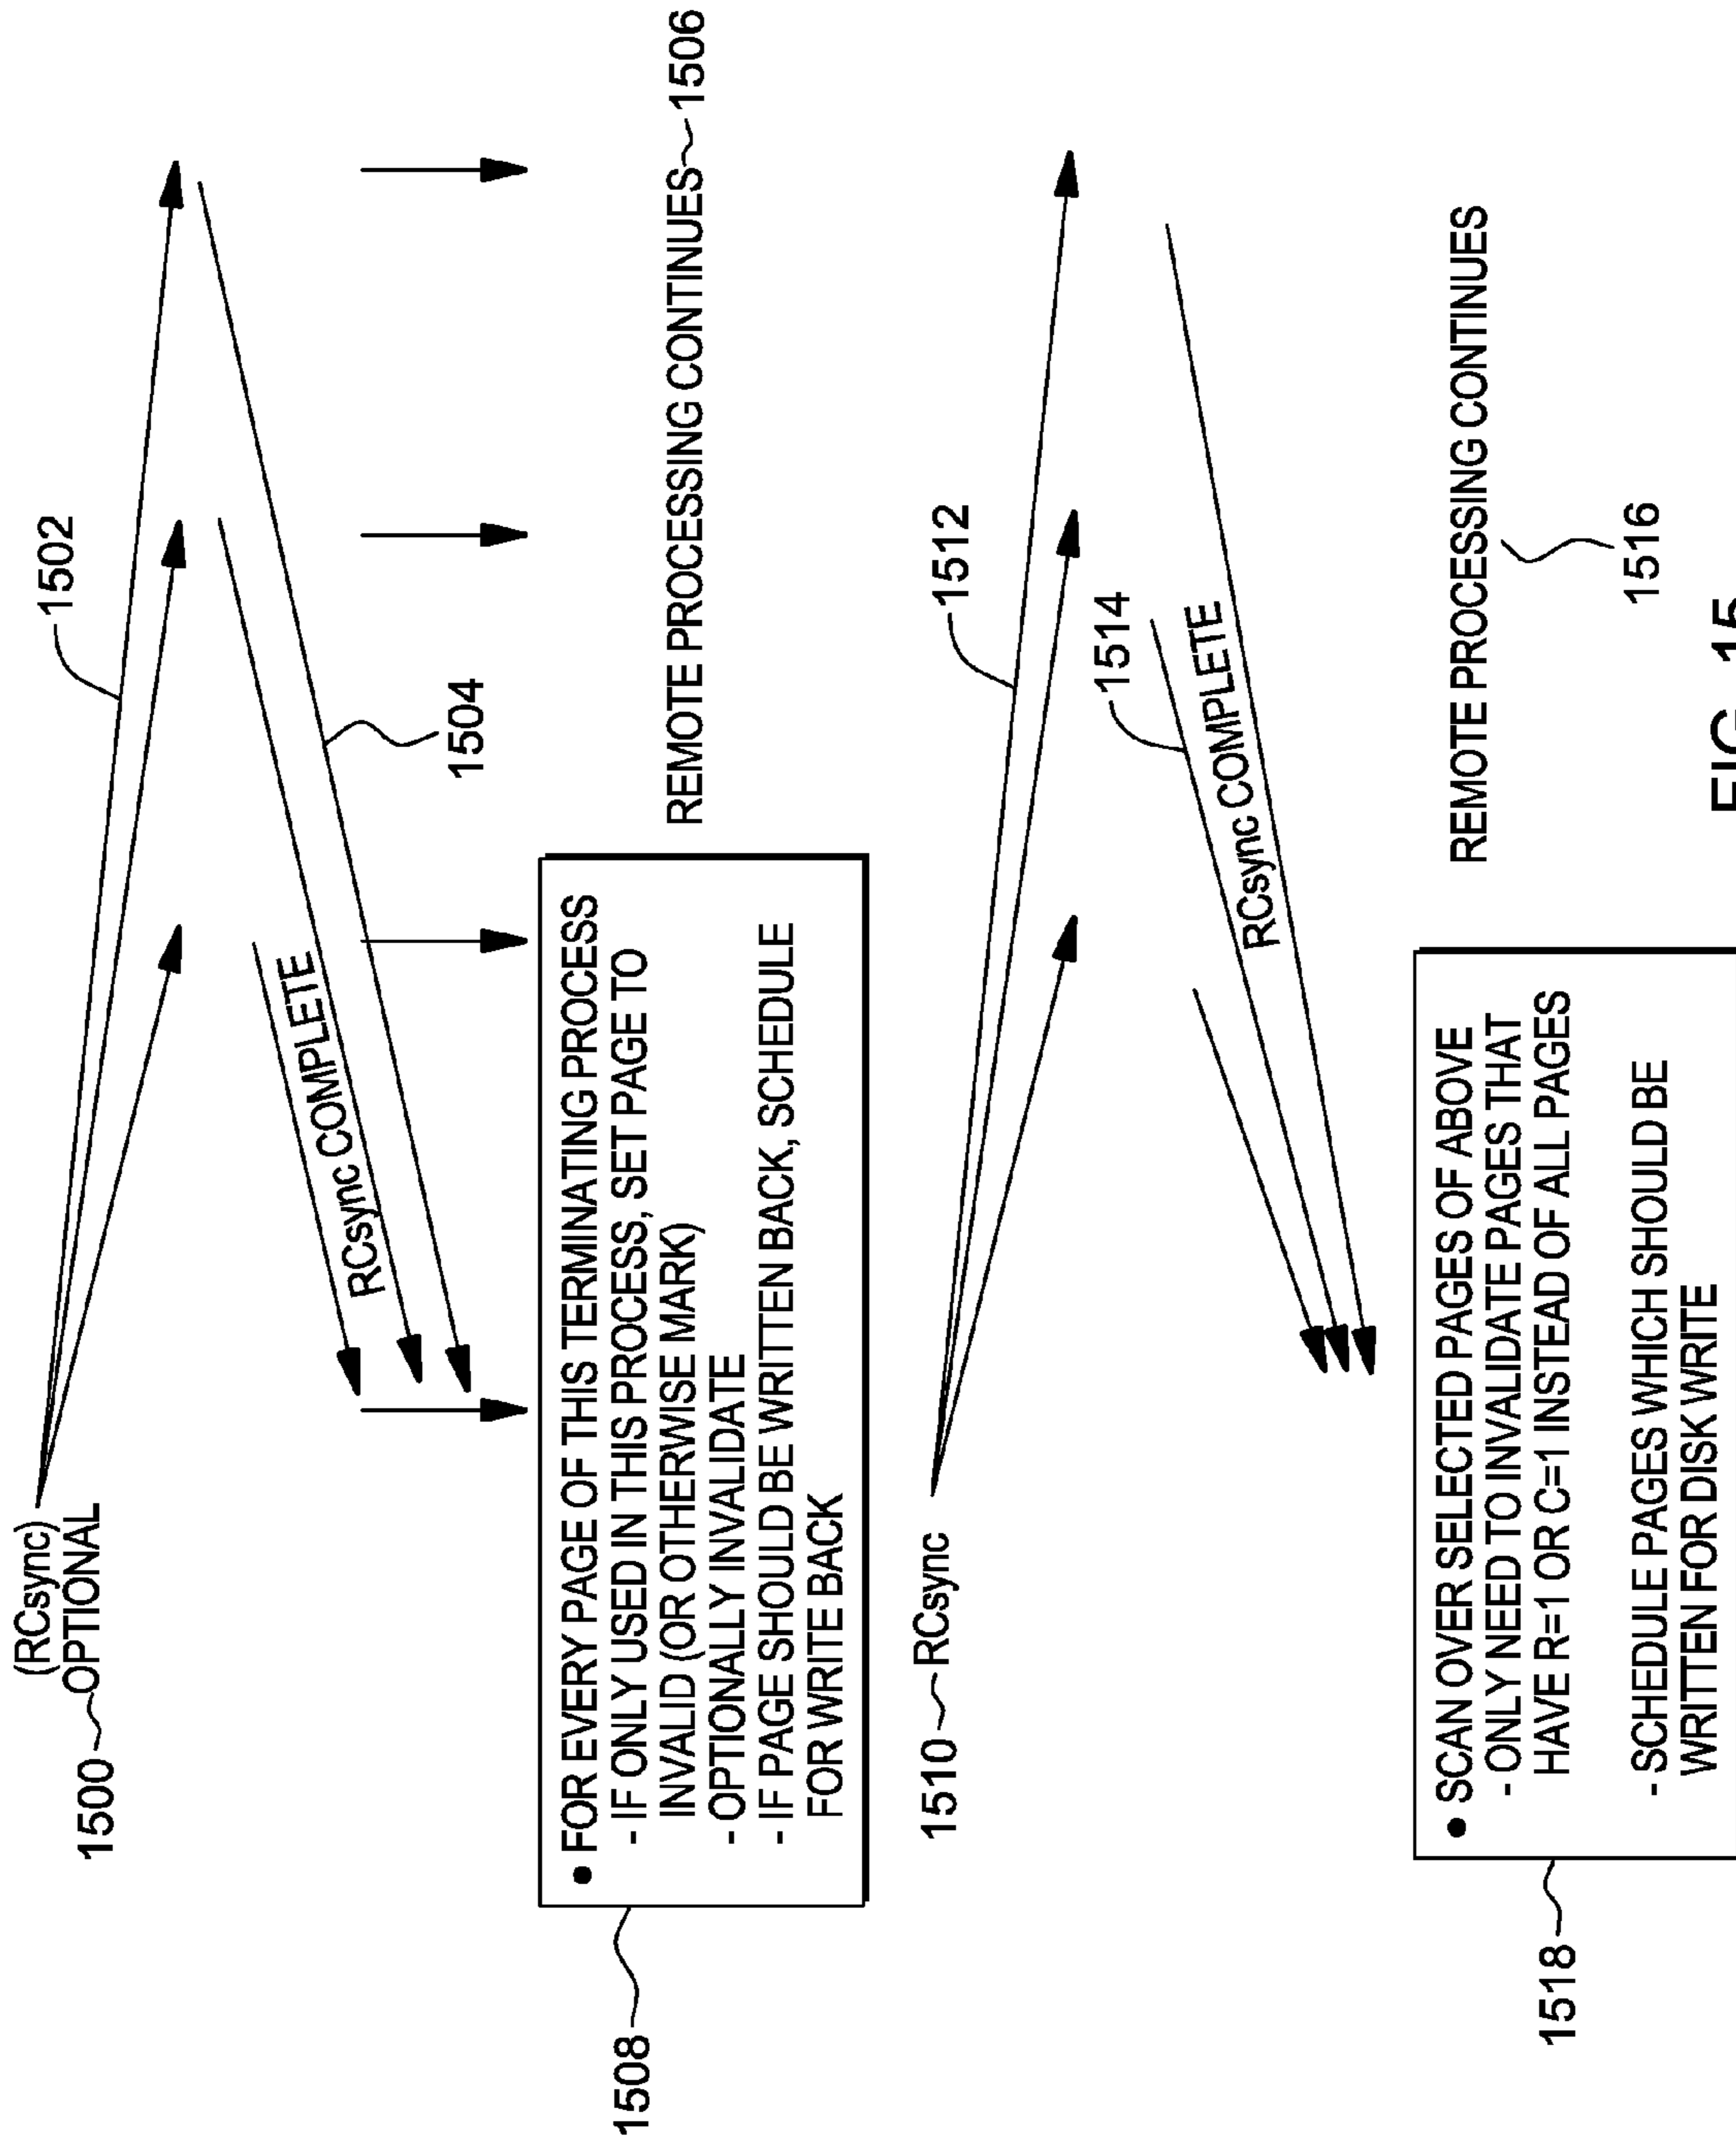 (RCsync)
1500 OPTIONAL
1502
RCsync COMPLETE
1504
1508
• FOR EVERY PAGE OF THIS TERMINATING PROCESS
- IF ONLY USED IN THIS PROCESS, SET PAGE TO
INVALID (OR OTHERWISE MARK)
- OPTIONALLY INVALIDATE
- IF PAGE SHOULD BE WRITTEN BACK, SCHEDULE
FOR WRITE BACK
REMOTE PROCESSING CONTINUES 1506
1510 RCsync
1512
1514
RCsync COMPLETE
1518
• SCAN OVER SELECTED PAGES OF ABOVE
- ONLY NEED TO INVALIDATE PAGES THAT
HAVE R=1 OR C=1 INSTEAD OF ALL PAGES
- SCHEDULE PAGES WHICH SHOULD BE
WRITTEN FOR DISK WRITE
REMOTE PROCESSING CONTINUES
1516
FIG. 15